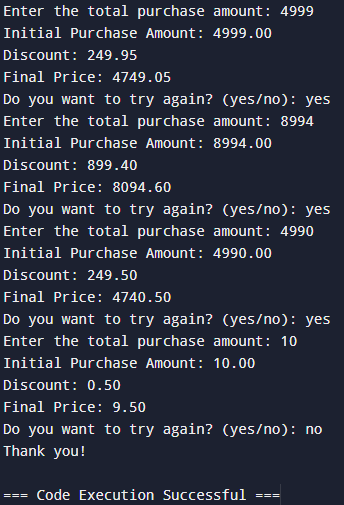 Enter the total purchase amount: 4999
Initial Purchase Amount: 4999.00
Discount: 249.95
Final Price: 4749.05
Do you want to try again? (yes/no): yes
Enter the total purchase amount: 8994
Initial Purchase Amount: 8994.00
Discount: 899.40
Final Price: 8094.60
Do you want to try again? (yes/no): yes
Enter the total purchase amount: 4990
Initial Purchase Amount: 4990.00
Discount: 249.50
Final Price: 4740.50
Do you want to try again? (yes/no): yes
Enter the total purchase amount: 10
Initial Purchase Amount: 10.00
Discount: 0.50
Final Price: 9.50
Do you want to try again? (yes/no): no
Thank you!
=== Code Execution Successful ===